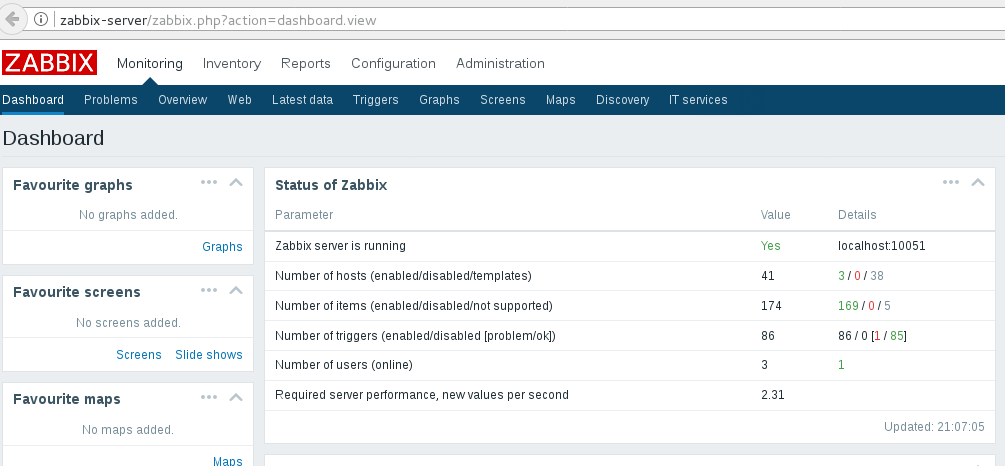 zabbix-server/zabbix.php?action=dashboard.view
ZABBIX Monitoring Inventory Reports Configuration Administration
Dashboard Problems Overview Web Latest data Triggers Graphs Screens Maps Discovery IT services
Dashboard
Favourite graphs
No graphs added.
Graphs
Favourite screens
No screens added.
Screens Slide shows
Favourite maps
No maps added.
Maps
Status of Zabbix
Parameter Value Details
Zabbix server is running Yes localhost:10051
Number of hosts (enabled/disabled/templates) 41 3 / 0 / 38
Number of items (enabled/disabled/not supported) 174 169 / 0 / 5
Number of triggers (enabled/disabled [problem/ok]) 86 86 / 0 [1 / 85]
Number of users (online) 3 1
Required server performance, new values per second 2.31
Updated: 21:07:05